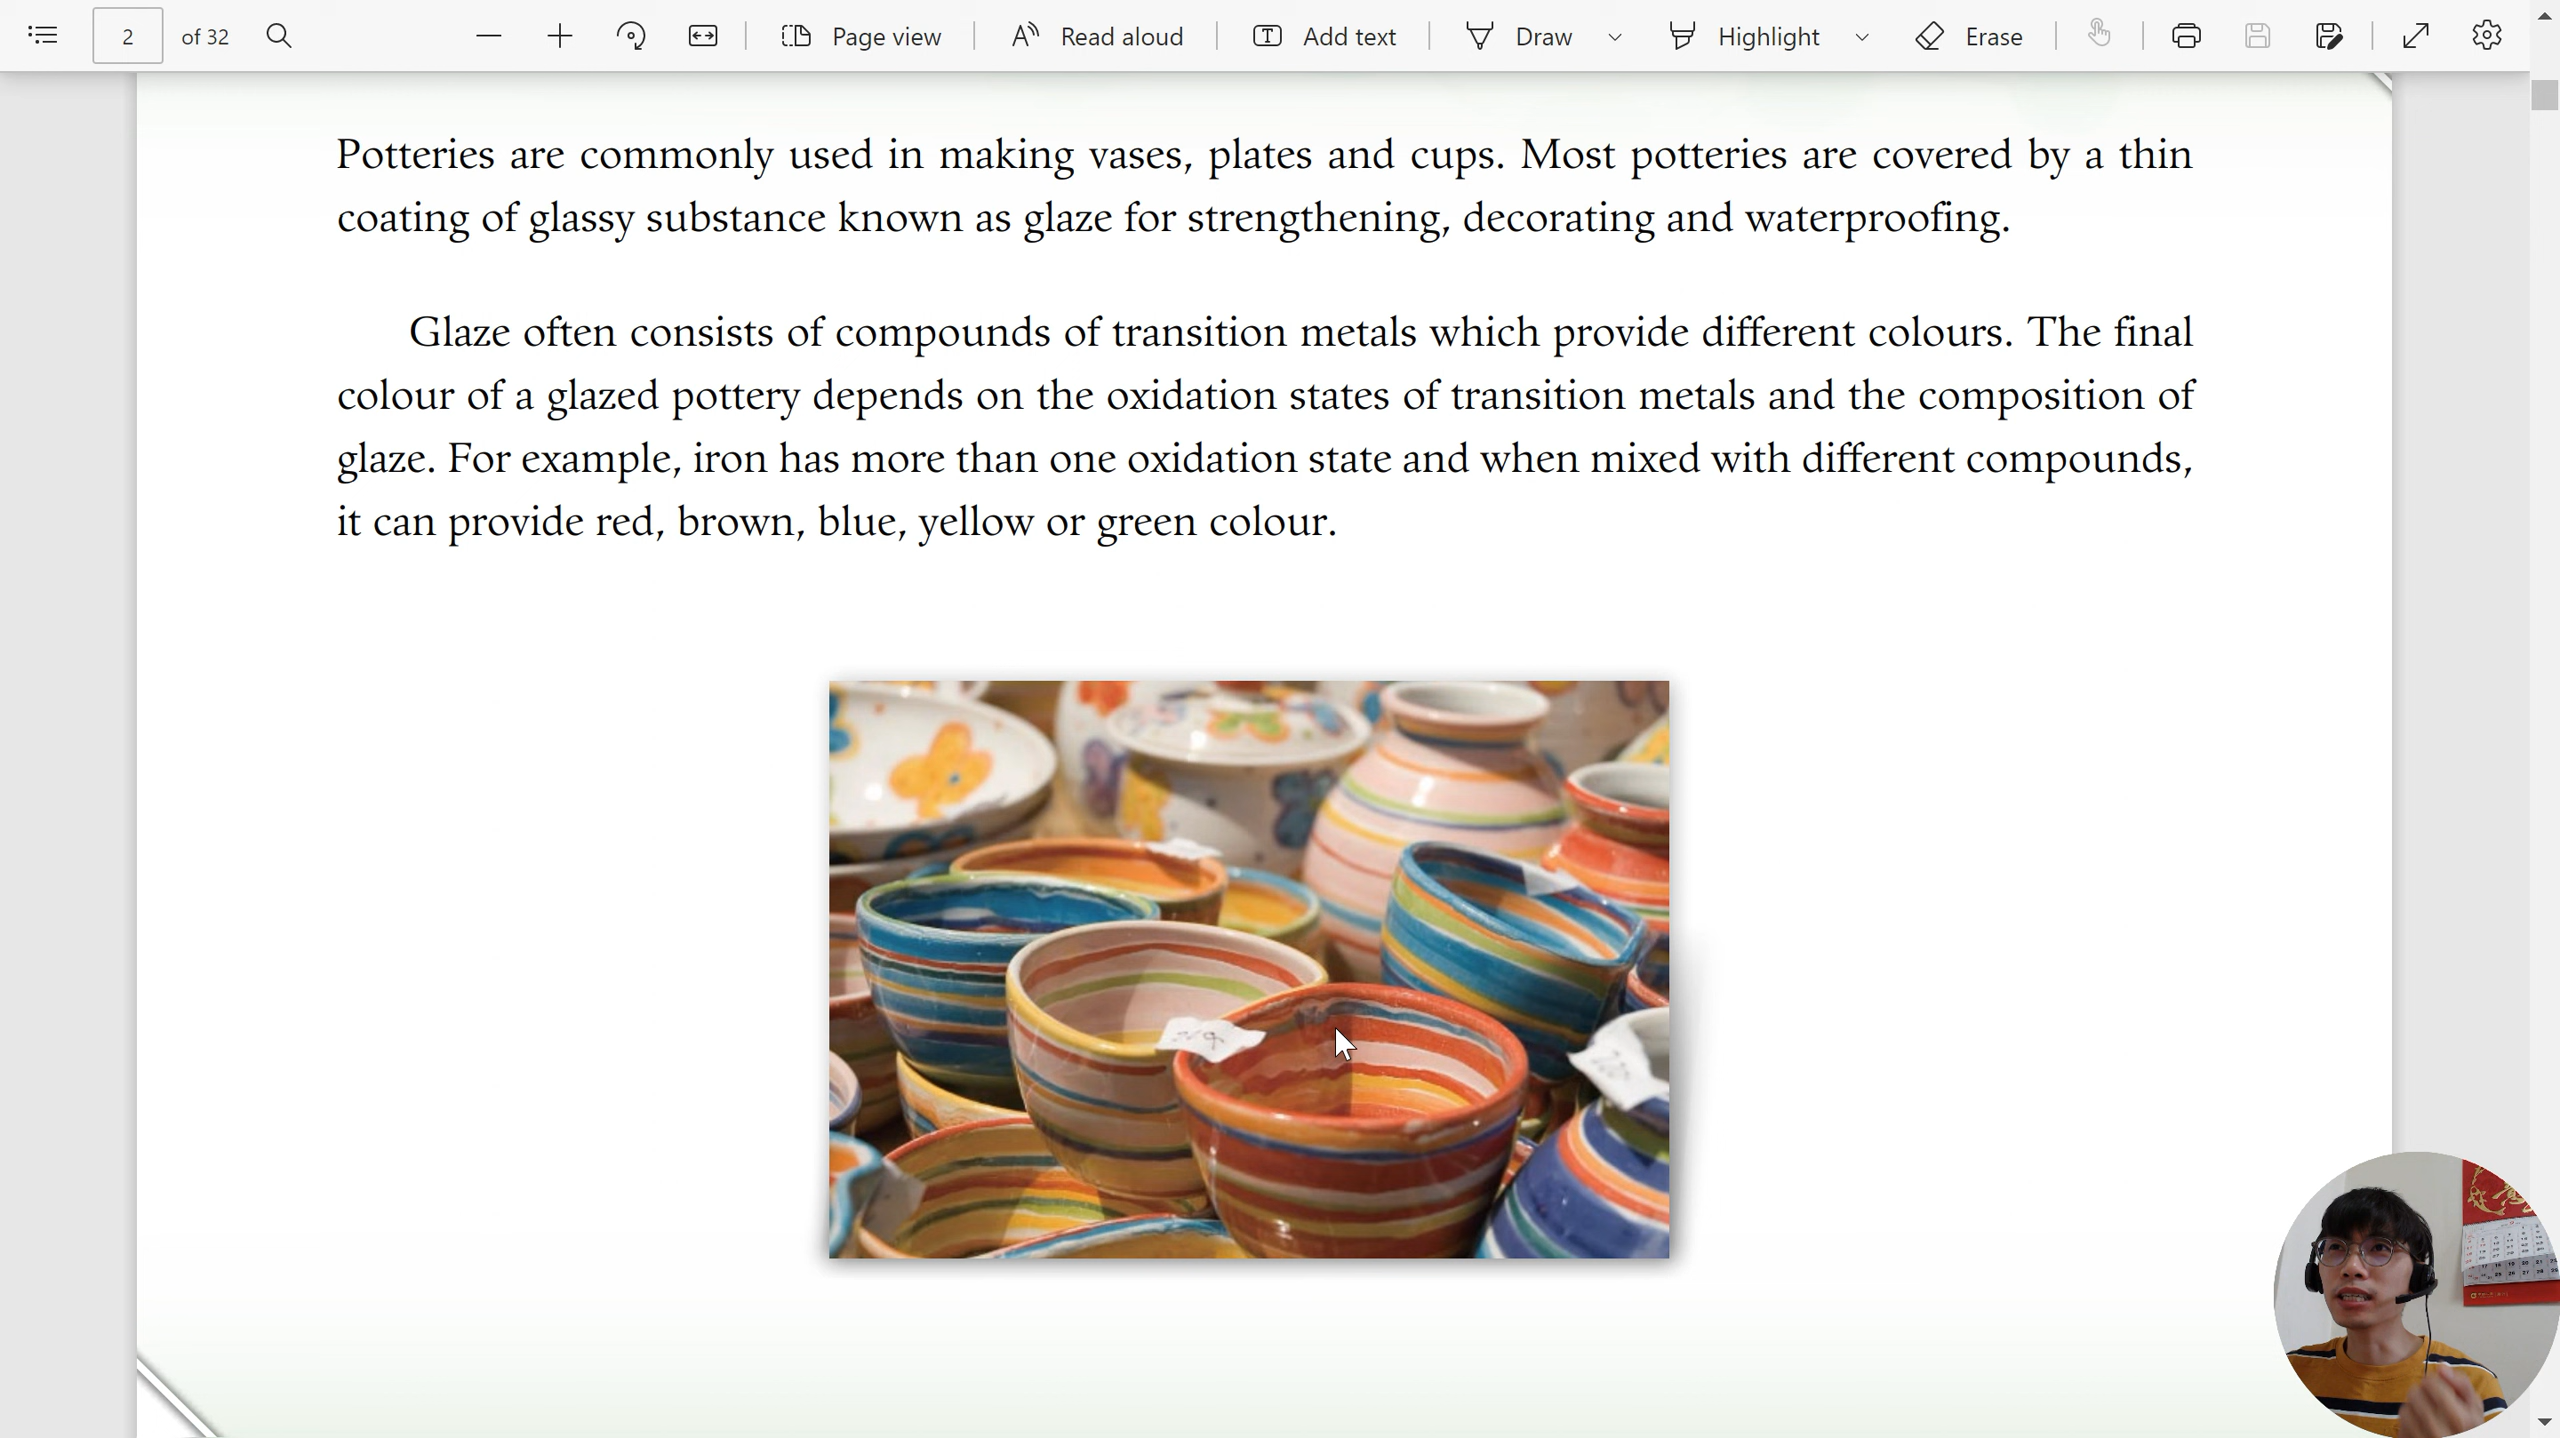 2 of 32 Page view Read aloud Add text Draw Highlight Erase
Potteries are commonly used in making vases, plates and cups. Most potteries are covered by a thin
coating of glassy substance known as glaze for strengthening, decorating and waterproofing.
Glaze often consists of compounds of transition metals which provide different colours. The final
colour of a glazed pottery depends on the oxidation states of transition metals and the composition of
glaze. For example, iron has more than one oxidation state and when mixed with different compounds,
it can provide red, brown, blue, yellow or green colour.